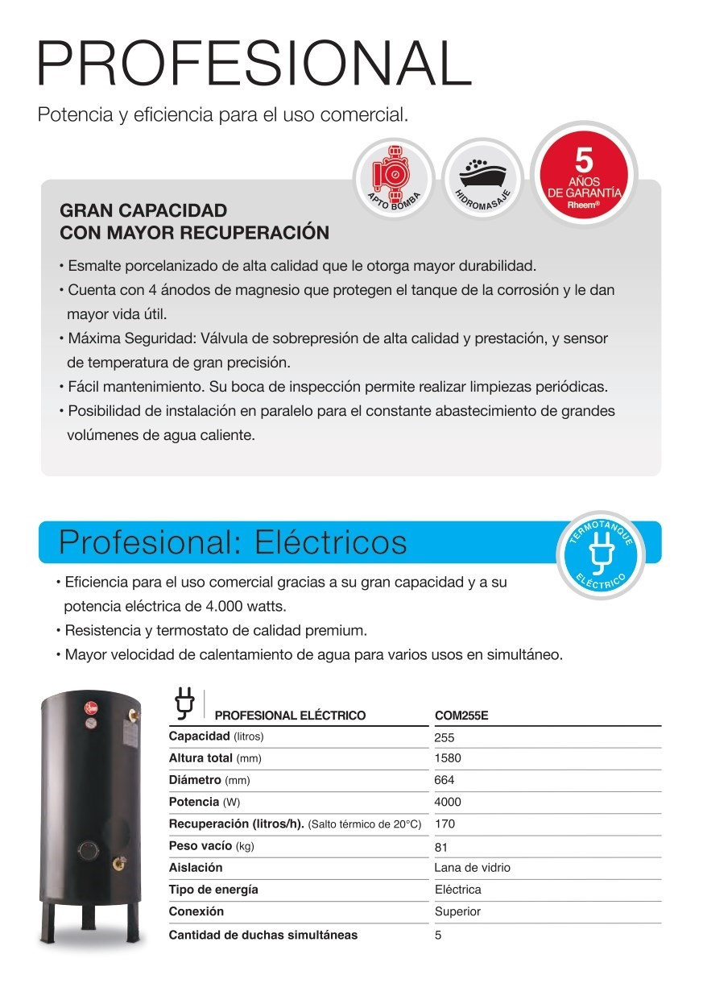 PROFESIONAL
Potencia y eficiencia para el uso comercial.
APTO BOMBA
HIDROMASAJE
5
AÑOS
DE GARANTÍA
Rheem®
GRAN CAPACIDAD
CON MAYOR RECUPERACIÓN
• Esmalte porcelanizado de alta calidad que le otorga mayor durabilidad.
• Cuenta con 4 ánodos de magnesio que protegen el tanque de la corrosión y le dan
mayor vida útil.
• Máxima Seguridad: Válvula de sobrepresión de alta calidad y prestación, y sensor
de temperatura de gran precisión.
• Fácil mantenimiento. Su boca de inspección permite realizar limpiezas periódicas.
• Posibilidad de instalación en paralelo para el constante abastecimiento de grandes
volúmenes de agua caliente.
Profesional: Eléctricos
TERMOTANQUE
ELÉCTRICO
• Eficiencia para el uso comercial gracias a su gran capacidad y a su
potencia eléctrica de 4.000 watts.
• Resistencia y termostato de calidad premium.
• Mayor velocidad de calentamiento de agua para varios usos en simultáneo.
PROFESIONAL ELÉCTRICO COM255E
Capacidad (litros) 255
Altura total (mm) 1580
Diámetro (mm) 664
Potencia (W) 4000
Recuperación (litros/h). (Salto térmico de 20°C) 170
Peso vacío (kg) 81
Aislación Lana de vidrio
Tipo de energía Eléctrica
Conexión Superior
Cantidad de duchas simultáneas 5